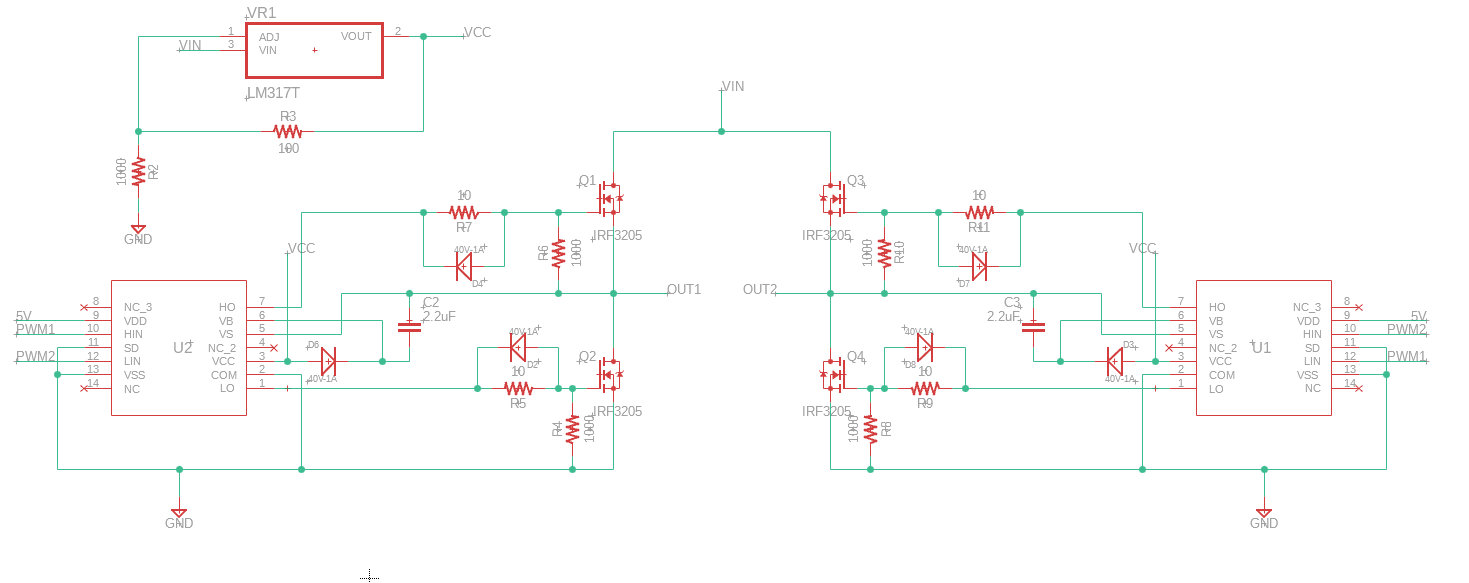 VR1
1 ADJ VOUT 2 VCC
VIN 3 VIN
LM317T
R3
100
1000 R2
GND
VIN
Q1
IRF3205
10
R7
40V-1A
D4
R6 1000
VCC
OUT1
C2
2.2uF
U2
8 NC_3 HO 7
5V 9 VDD VB 6
PWM1 10 HIN VS 5
11 SD NC_2 4
PWM2 12 LIN VCC 3
13 VSS COM 2
14 NC LO 1
D6
40V-1A
40V-1A
D2
10
R5
Q2
IRF3205
R4 1000
GND
Q3
IRF3205
10
R11
40V-1A
D7
1000 R10
VCC
OUT2
C3
2.2uF
U1
7 HO NC_3 8
6 VB VDD 9 5V
5 VS HIN 10 PWM2
4 NC_2 SD 11
3 VCC LIN 12 PWM1
2 COM VSS 13
1 LO NC 14
D3
40V-1A
40V-1A
D8
10
R9
Q4
IRF3205
1000 R8
GND